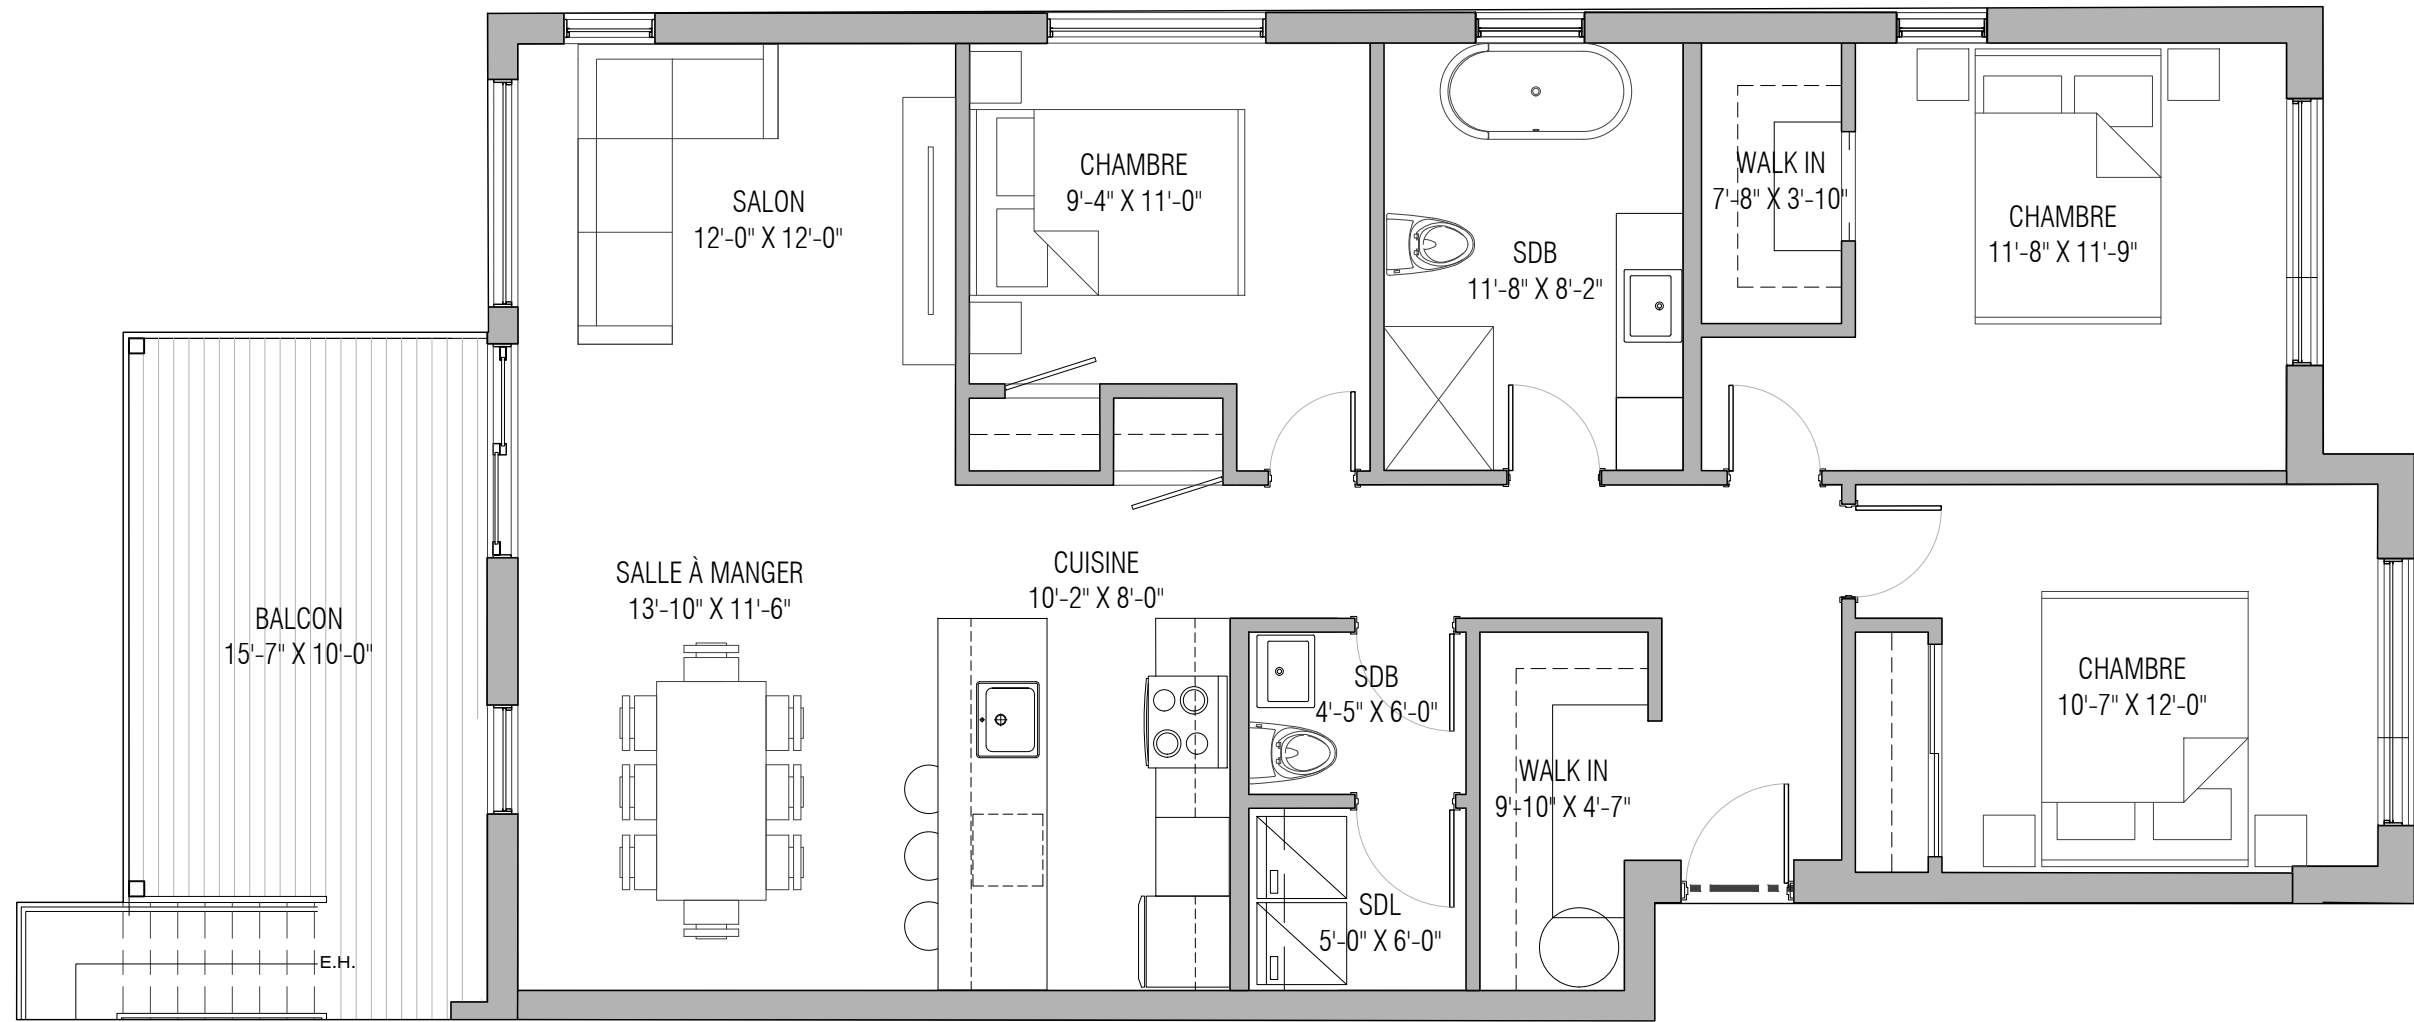 SALON
12'-0" X 12'-0"
CHAMBRE
9'-4" X 11'-0"
SDB
11'-8" X 8'-2"
WALK IN
7'-8" X 3'-10"
CHAMBRE
11'-8" X 11'-9"
BALCON
15'-7" X 10'-0"
SALLE À MANGER
13'-10" X 11'-6"
CUISINE
10'-2" X 8'-0"
SDB
4'-5" X 6'-0"
WALK IN
9'-10" X 4'-7"
CHAMBRE
10'-7" X 12'-0"
SDL
5'-0" X 6'-0"
E.H.